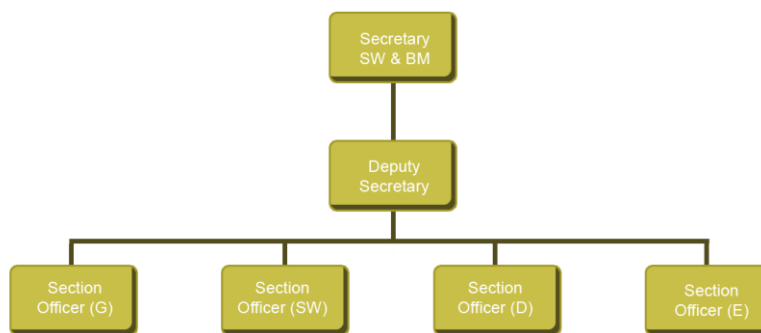 Secretary
SW & BM
Deputy
Secretary
Section
Officer (G)
Section
Officer (SW)
Section
Officer (D)
Section
Officer (E)